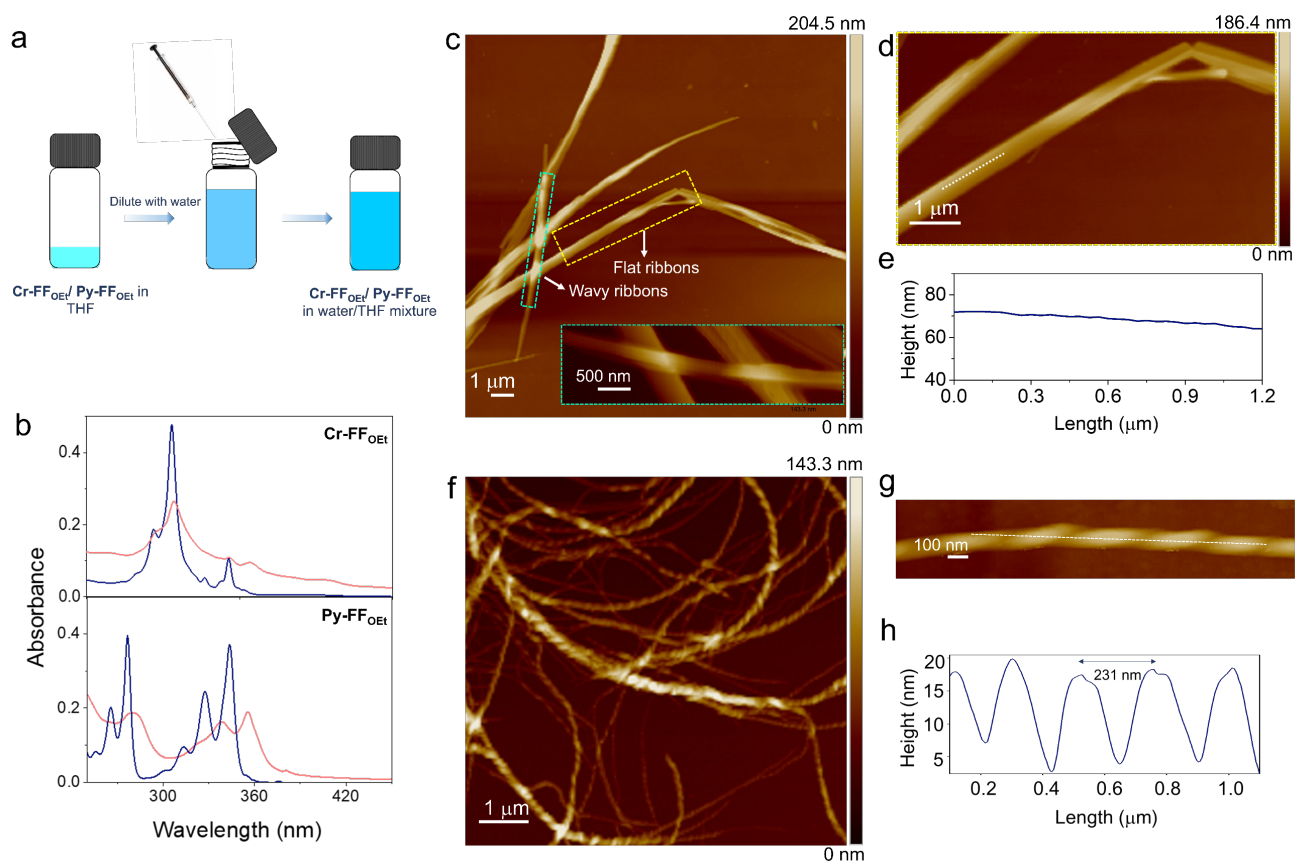 a
Dilute with water
Cr-FFOEt/ Py-FFOEt in
THF
Cr-FFOEt/ Py-FFOEt
in water/THF mixture
b
Cr-FFOEt
0.4
0.2
0.0
Py-FFOEt
0.4
0.2
0.0
300
360
420
Absorbance
Wavelength (nm)
c
204.5 nm
Flat ribbons
Wavy ribbons
1 μm
500 nm
143.3 nm
0 nm
d
186.4 nm
1 μm
0 nm
e
Height (nm)
80
60
40
0.0
0.3
0.6
0.9
1.2
Length (μm)
f
143.3 nm
1 μm
0 nm
g
100 nm
h
Height (nm)
20
15
10
5
231 nm
0.2
0.4
0.6
0.8
1.0
Length (μm)